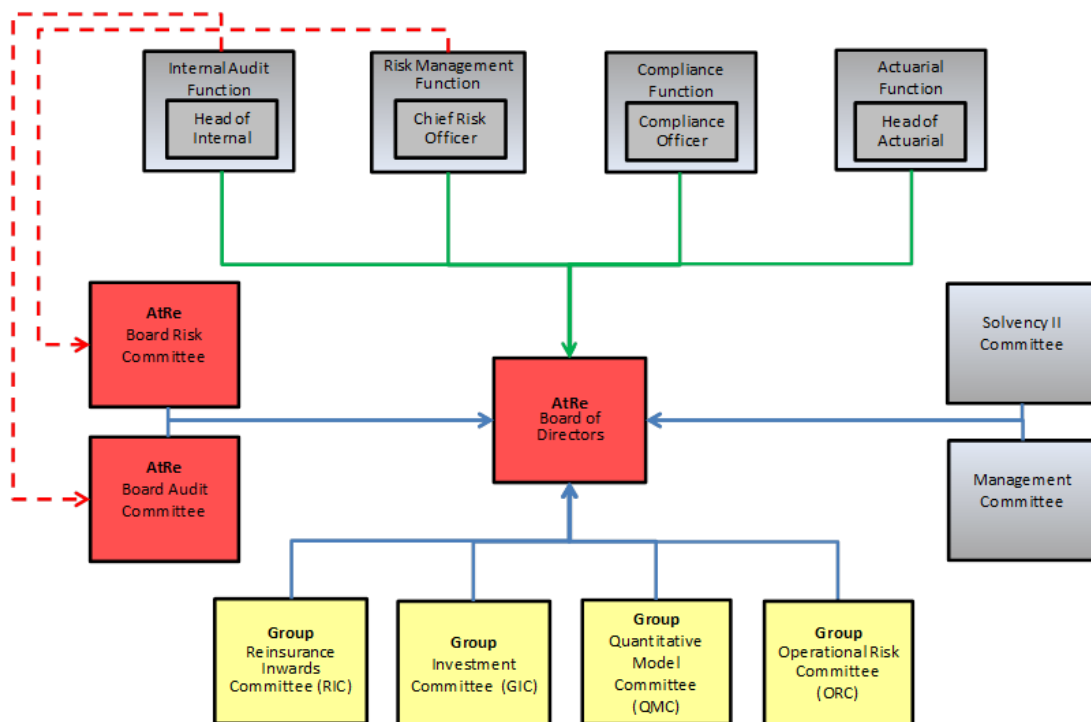 Internal Audit
Function
Head of
Internal
Risk Management
Function
Chief Risk
Officer
Compliance
Function
Compliance
Officer
Actuarial
Function
Head of
Actuarial
AtRe
Board Risk
Committee
Solvency II
Committee
AtRe
Board of
Directors
AtRe
Board Audit
Committee
Management
Committee
Group
Reinsurance
Inwards
Committee (RIC)
Group
Investment
Committee (GIC)
Group
Quantitative
Model
Committee
(QMC)
Group
Operational Risk
Committee
(ORC)